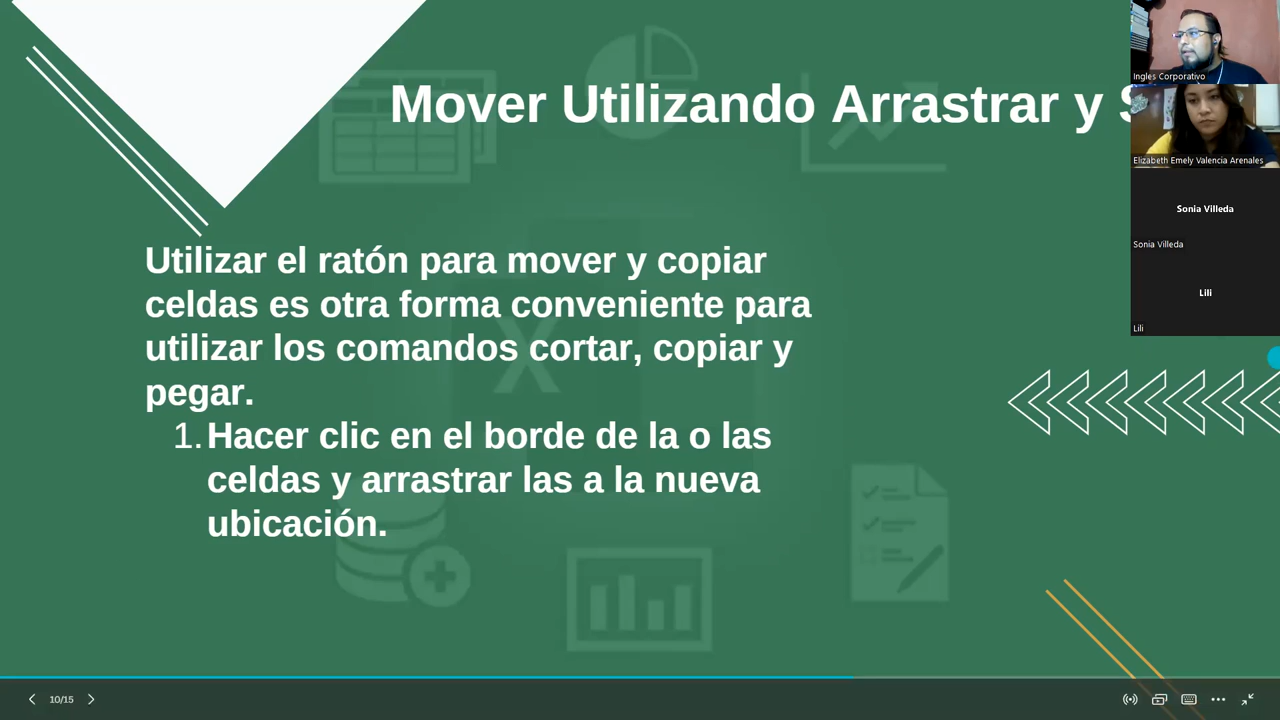 Mover Utilizando Arrastrar y
Utilizar el ratón para mover y copiar
celdas es otra forma conveniente para
utilizar los comandos cortar, copiar y
pegar.
1. Hacer clic en el borde de la o las
celdas y arrastrar las a la nueva
ubicación.
Ingles Corporativo
Elizabeth Emely Valencia Arenales
Sonia Villeda
Sonia Villeda
Lili
Lili
X
10/15